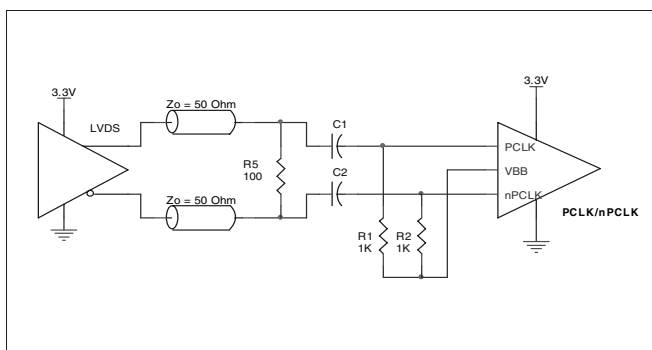 3.3V
LVDS
Zo = 50 Ohm
Zo = 50 Ohm
R5
100
C1
C2
R1
1K
R2
1K
3.3V
PCLK
VBB
nPCLK
PCLK/nPCLK